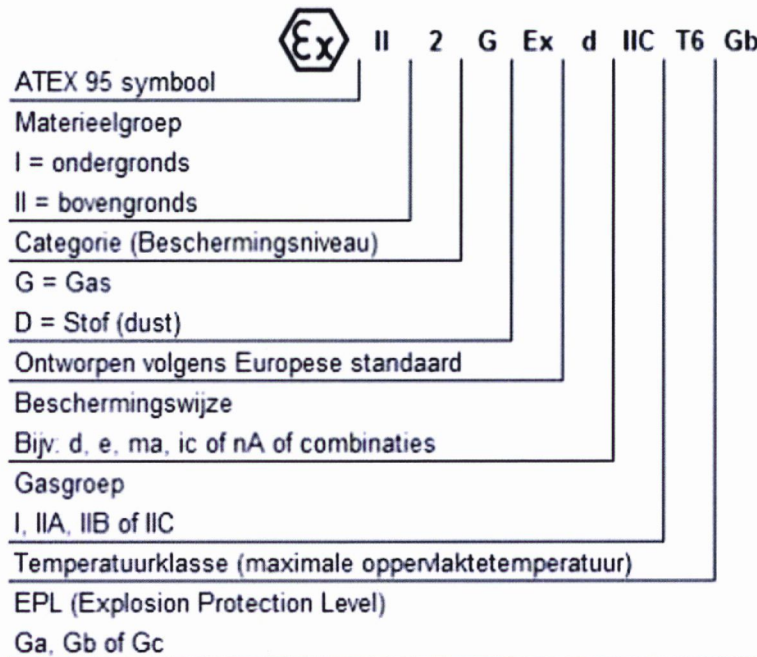 Ex II 2 G Ex d IIC T6 Gb
ATEX 95 symbool
Materieelgroep
I = ondergronds
II = bovengronds
Categorie (Beschermingsniveau)
G = Gas
D = Stof (dust)
Ontworpen volgens Europese standaard
Beschermingswijze
Bijv: d, e, ma, ic of nA of combinaties
Gasgroep
I, IIA, IIB of IIC
Temperatuurklasse (maximale oppervlaktetemperatuur)
EPL (Explosion Protection Level)
Ga, Gb of Gc